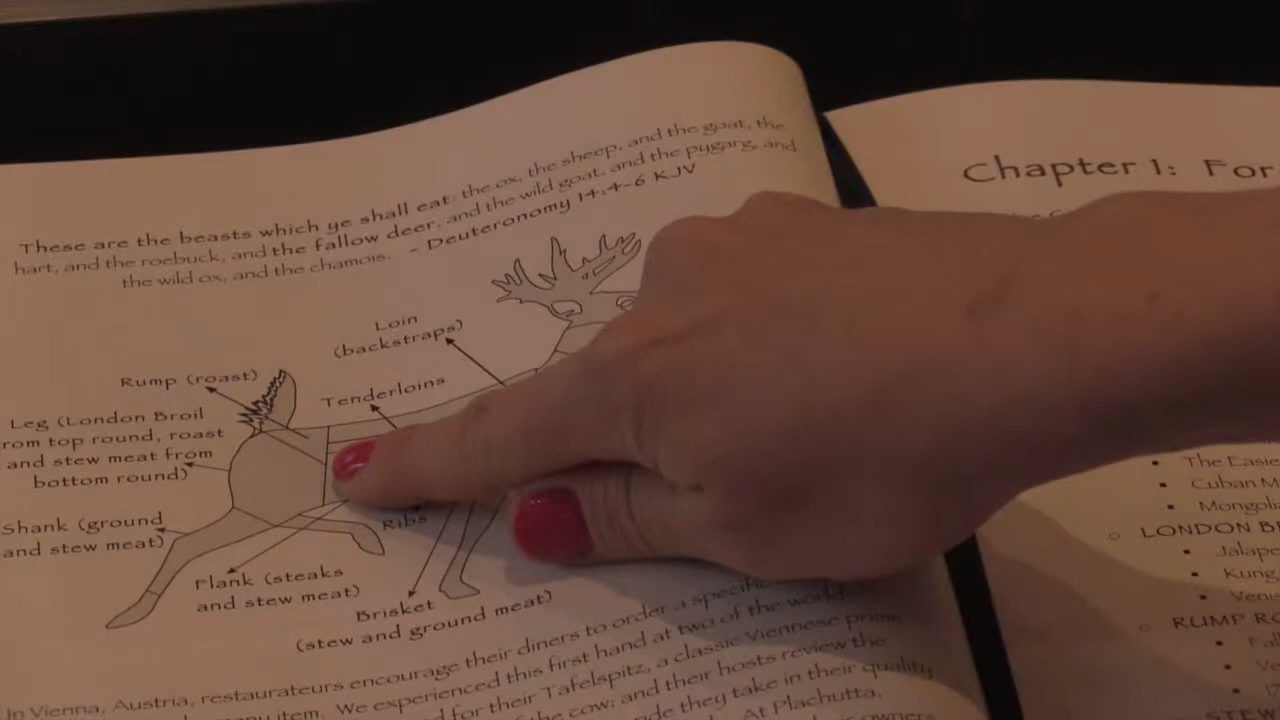 These are the beasts which ye shall eat: the ox, the sheep, and the goat, the
hart, and the roebuck, and the fallow deer, and the wild goat, and the pygarg, and
the wild ox, and the chamois. - Deuteronomy 14:4-6 KJV
Loin
(backstraps)
Rump (roast)
Tenderloins
Leg (London Broil
from top round, roast
and stew meat from
bottom round)
Shank (ground
and stew meat)
Ribs
Flank (steaks
and stew meat)
Brisket
(stew and ground meat)
In Vienna, Austria, restaurateurs encourage their diners to order a specific
item. We experienced this first hand at two of the world
for their Tafelspitz, a classic Viennese prime
the cow; and their hosts review the
they take in their quality
At Plachutta,
Chapter 1: For
The Easie
Cuban M
Mongoli
LONDON B
Jalape
Kung
Veni
RUMP RO
STEW